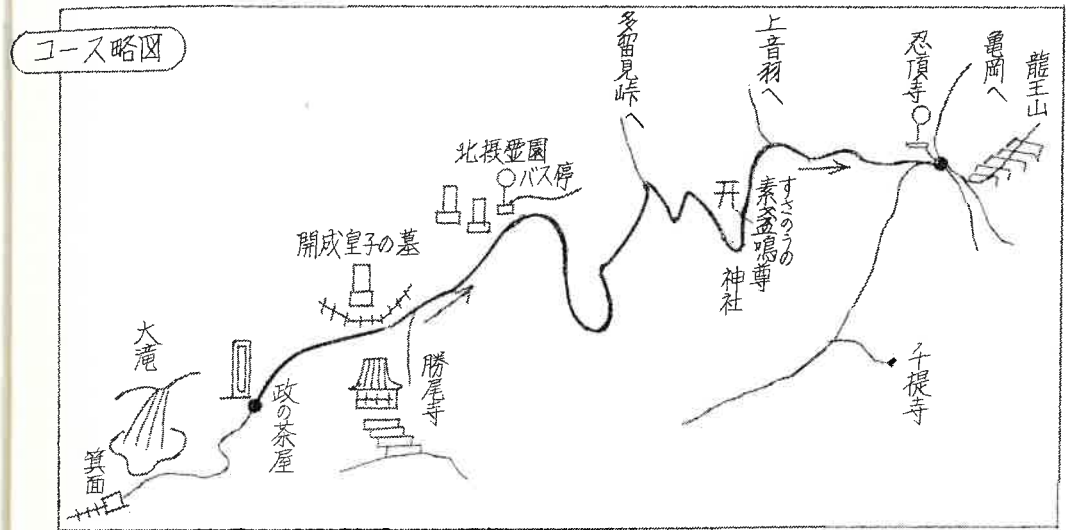 コース略図
大滝
箕面
政の茶屋
開成皇子の墓
勝尾寺
北摂霊園
バス停
多留見峠へ
上音羽へ
すさのうの
素盞嗚尊
神社
忍頂寺
亀岡へ
龍王山
千提寺